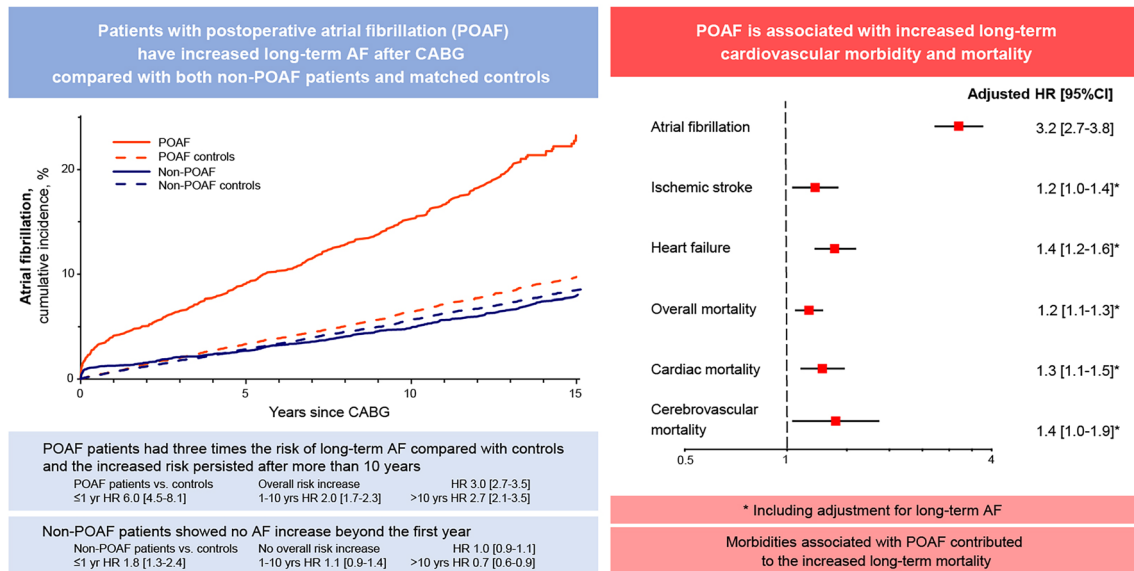 Patients with postoperative atrial fibrillation (POAF)
have increased long-term AF after CABG
compared with both non-POAF patients and matched controls
Atrial fibrillation,
cumulative incidence, %
20
10
0
POAF
POAF controls
Non-POAF
Non-POAF controls
0 5 10 15
Years since CABG
POAF patients had three times the risk of long-term AF compared with controls
and the increased risk persisted after more than 10 years
POAF patients vs. controls Overall risk increase HR 3.0 [2.7-3.5]
≤1 yr HR 6.0 [4.5-8.1] 1-10 yrs HR 2.0 [1.7-2.3] >10 yrs HR 2.7 [2.1-3.5]
Non-POAF patients showed no AF increase beyond the first year
Non-POAF patients vs. controls No overall risk increase HR 1.0 [0.9-1.1]
≤1 yr HR 1.8 [1.3-2.4] 1-10 yrs HR 1.1 [0.9-1.4] >10 yrs HR 0.7 [0.6-0.9]
POAF is associated with increased long-term
cardiovascular morbidity and mortality
Adjusted HR [95%CI]
Atrial fibrillation 3.2 [2.7-3.8]
Ischemic stroke 1.2 [1.0-1.4]*
Heart failure 1.4 [1.2-1.6]*
Overall mortality 1.2 [1.1-1.3]*
Cardiac mortality 1.3 [1.1-1.5]*
Cerebrovascular
mortality 1.4 [1.0-1.9]*
0.5 1 4
* Including adjustment for long-term AF
Morbidities associated with POAF contributed
to the increased long-term mortality